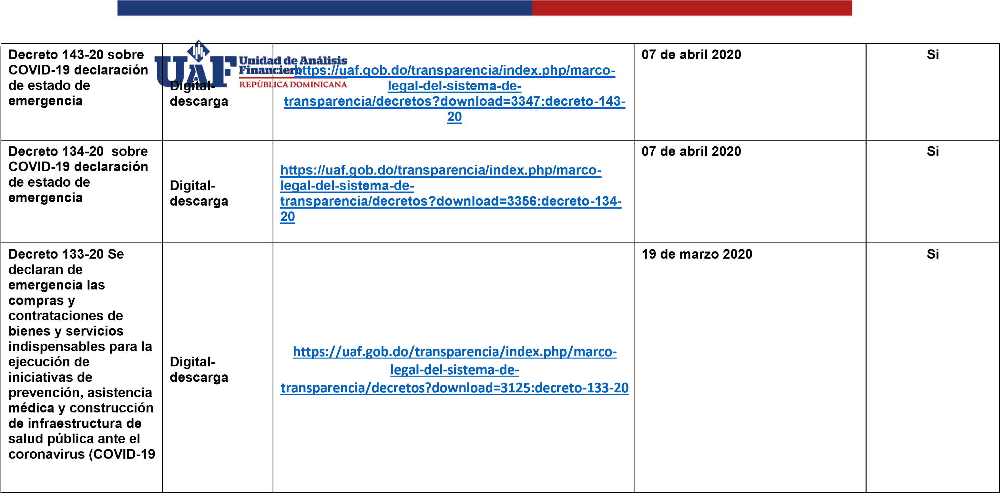 UAF Unidad de Análisis
Financiero
REPÚBLICA DOMINICANA
Decreto 143-20 sobre
COVID-19 declaración
de estado de
emergencia
Digital-
descarga
https://uaf.gob.do/transparencia/index.php/marco-
legal-del-sistema-de-
transparencia/decretos?download=3347:decreto-143-
20
07 de abril 2020
Si
Decreto 134-20  sobre
COVID-19 declaración
de estado de
emergencia
Digital-
descarga
https://uaf.gob.do/transparencia/index.php/marco-
legal-del-sistema-de-
transparencia/decretos?download=3356:decreto-134-
20
07 de abril 2020
Si
Decreto 133-20 Se
declaran de
emergencia las
compras y
contrataciones de
bienes y servicios
indispensables para la
ejecución de
iniciativas de
prevención, asistencia
médica y construcción
de infraestructura de
salud pública ante el
coronavirus (COVID-19
Digital-
descarga
https://uaf.gob.do/transparencia/index.php/marco-
legal-del-sistema-de-
transparencia/decretos?download=3125:decreto-133-20
19 de marzo 2020
Si